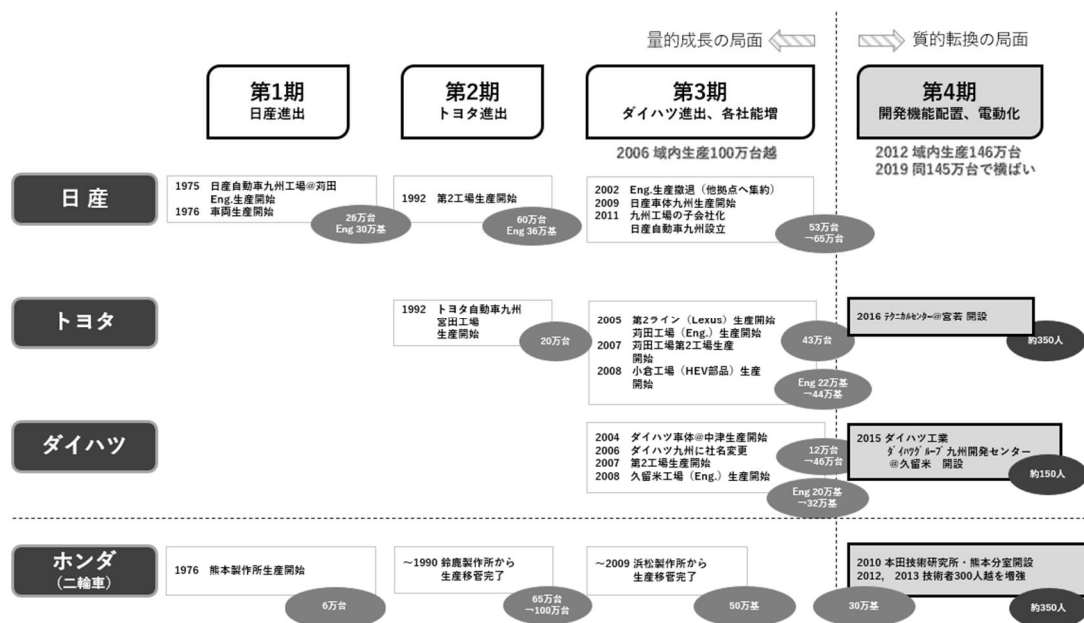 量的成長の局面
質的転換の局面
第1期
日産進出
第2期
トヨタ進出
第3期
ダイハツ進出、各社能増
第4期
開発機能配置、電動化
2006 域内生産100万台越
2012 域内生産146万台
2019 同145万台で横ばい
日産
1975 日産自動車九州工場@苅田
Eng.生産開始
1976 車両生産開始
26万台
Eng 30万基
1992 第2工場生産開始
60万台
Eng 36万基
2002 Eng.生産撤退（他拠点へ集約）
2009 日産車体九州生産開始
2011 九州工場の子会社化
日産自動車九州設立
53万台
→65万台
トヨタ
1992 トヨタ自動車九州
宮田工場
生産開始
20万台
2005 第2ライン（Lexus）生産開始
苅田工場（Eng.）生産開始
2007 苅田工場第2工場生産
開始
2008 小倉工場（HEV部品）生産
開始
43万台
Eng 22万基
→44万基
2016 ﾃｸﾆｶﾙｾﾝﾀｰ@宮若 開設
約350人
ダイハツ
2004 ダイハツ車体@中津生産開始
2006 ダイハツ九州に社名変更
2007 第2工場生産開始
2008 久留米工場（Eng.）生産開始
12万台
→46万台
Eng 20万基
→32万基
2015 ダイハツ工業
ﾀﾞｲﾊﾂｸﾞﾙｰﾌﾟ 九州開発センター
@久留米 開設
約150人
ホンダ
（二輪車）
1976 熊本製作所生産開始
6万台
～1990 鈴鹿製作所から
生産移管完了
65万台
→100万台
～2009 浜松製作所から
生産移管完了
50万基
30万基
2010 本田技術研究所・熊本分室開設
2012, 2013 技術者300人越を増強
約350人